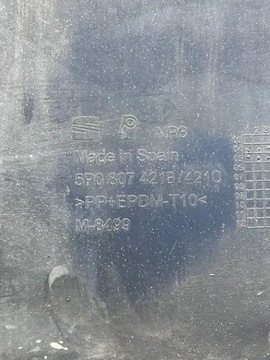 Made in Spain
5P0 807 421B/421C
>PP+EPDM-T10<
M-8499